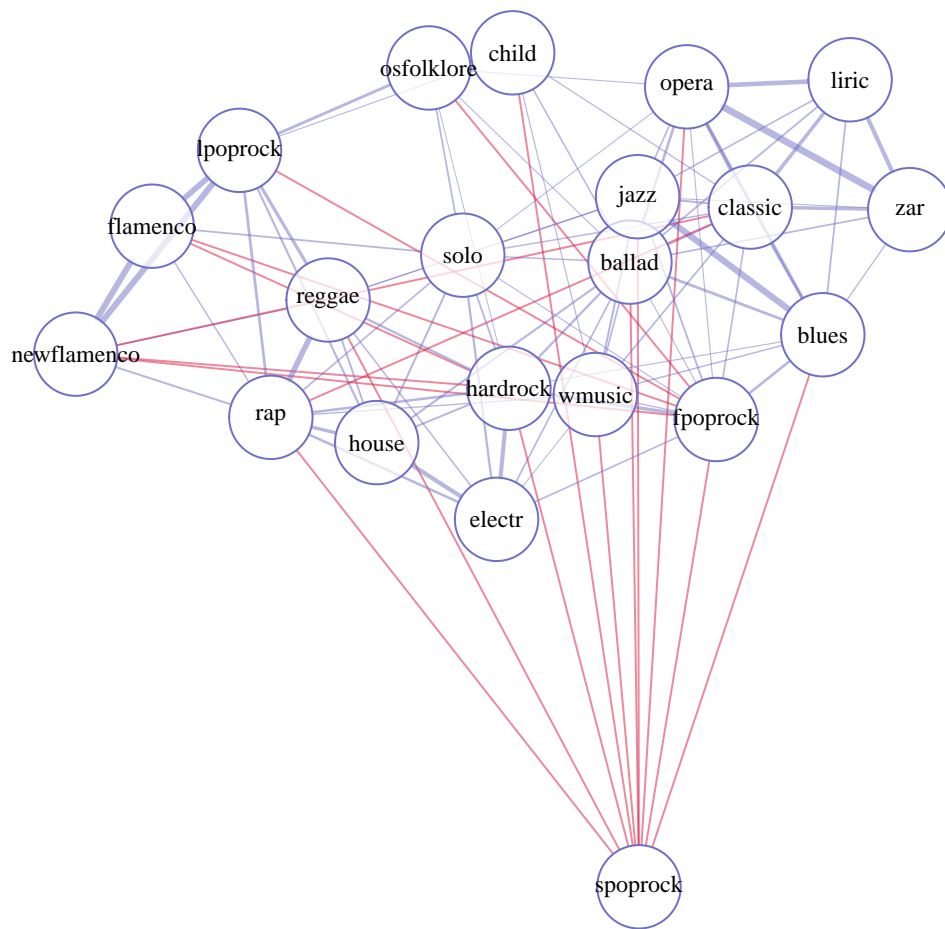 child
osfolklore
opera
liric
lpoprock
jazz
classic
zar
flamenco
solo
ballad
reggae
newflamenco
blues
hardrock
wmusic
rap
fpoprock
house
electr
spoprock